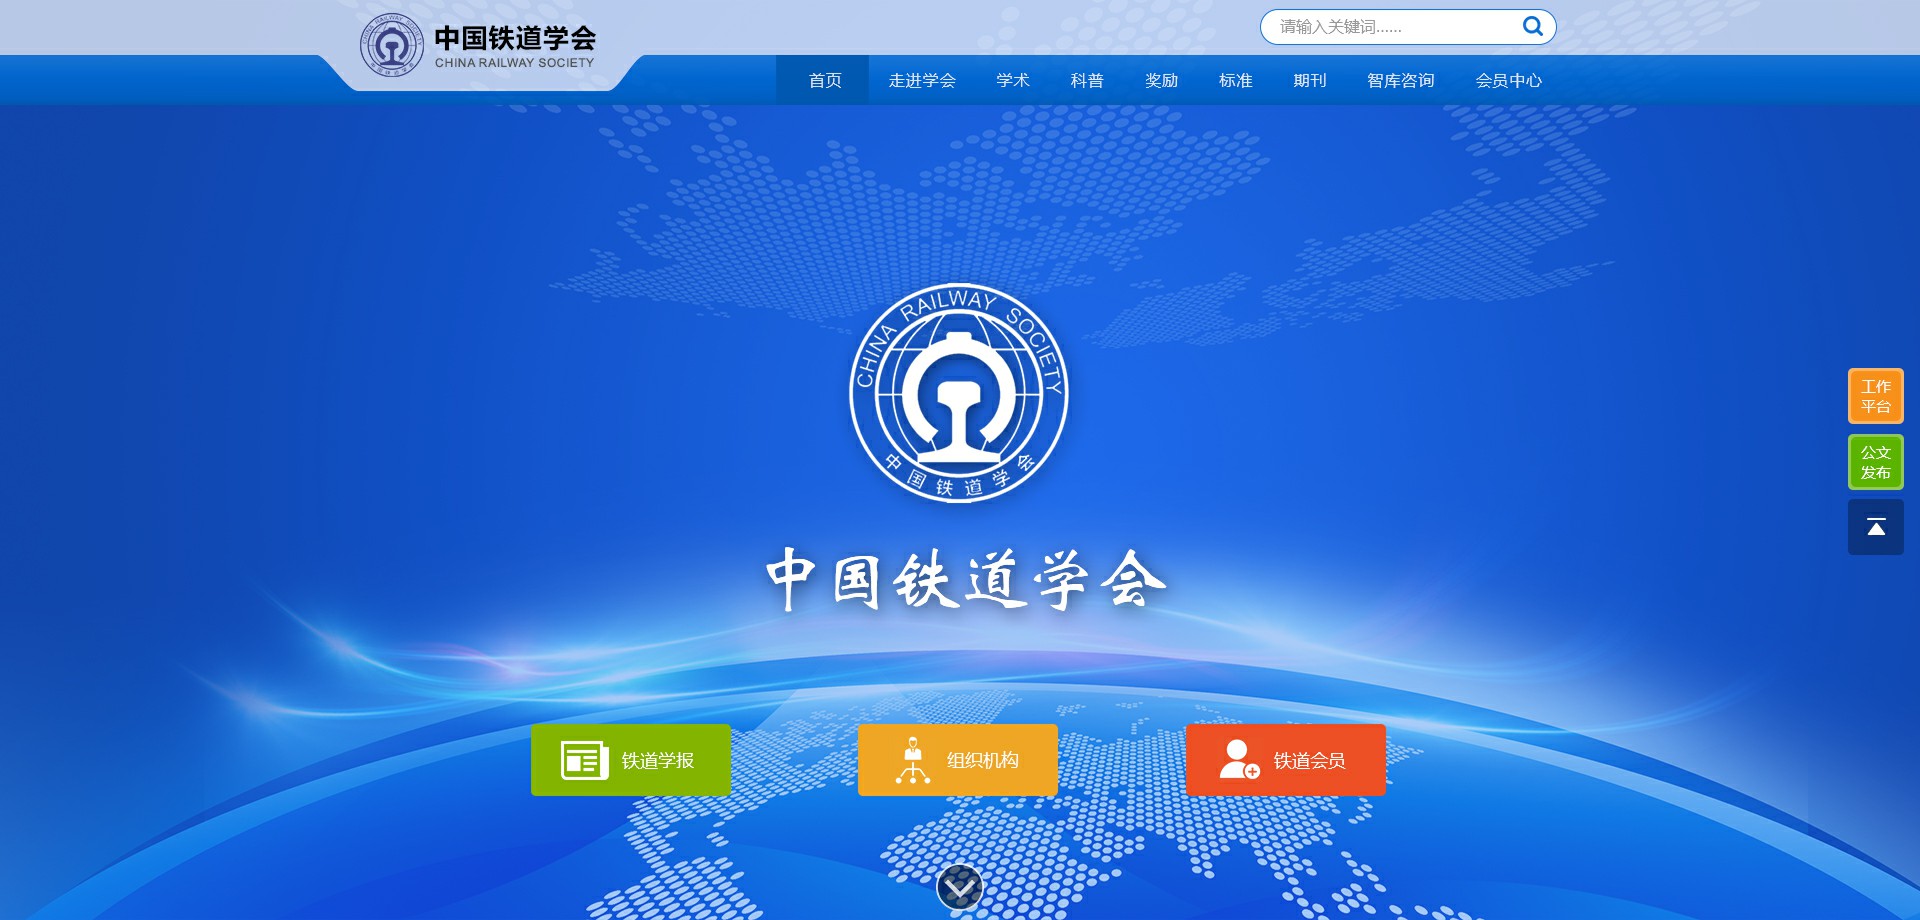 中国铁道学会
CHINA RAILWAY SOCIETY
请输入关键词......
首页 走进学会 学术 科普 奖励 标准 期刊 智库咨询 会员中心
CHINA RAILWAY SOCIETY
中国铁道学会
中国铁道学会
工作
平台
公文
发布
铁道学报
组织机构
铁道会员